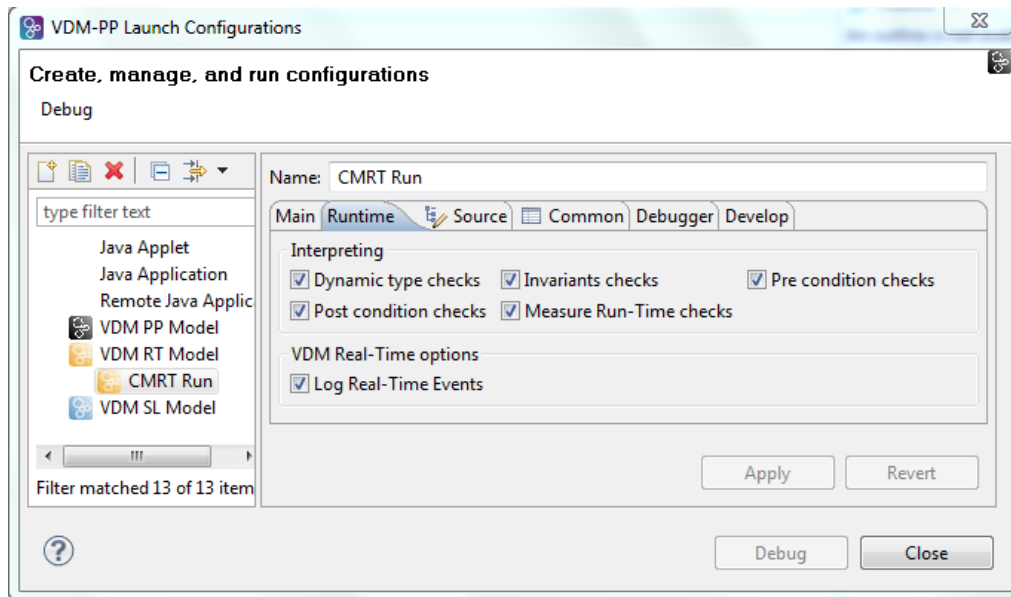 VDM-PP Launch Configurations
Create, manage, and run configurations
Debug
type filter text
Java Applet
Java Application
Remote Java Applic
VDM PP Model
VDM RT Model
CMRT Run
VDM SL Model
Filter matched 13 of 13 item
Name: CMRT Run
Main Runtime Source Common Debugger Develop
Interpreting
Dynamic type checks Invariants checks Pre condition checks
Post condition checks Measure Run-Time checks
VDM Real-Time options
Log Real-Time Events
Apply Revert
Debug Close